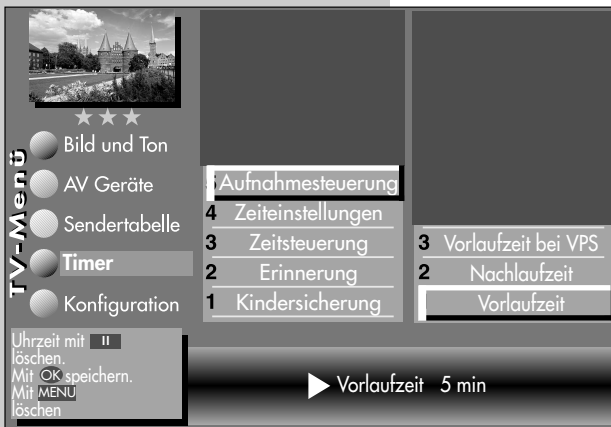 TV-Menü
Bild und Ton
AV Geräte
Sendertabelle
Timer
Konfiguration
5 Aufnahmesteuerung
4 Zeiteinstellungen
3 Zeitsteuerung
2 Erinnerung
1 Kindersicherung
3 Vorlaufzeit bei VPS
2 Nachlaufzeit
Vorlaufzeit
Uhrzeit mit II
löschen.
Mit OK speichern.
Mit MENU
löschen
Vorlaufzeit 5 min